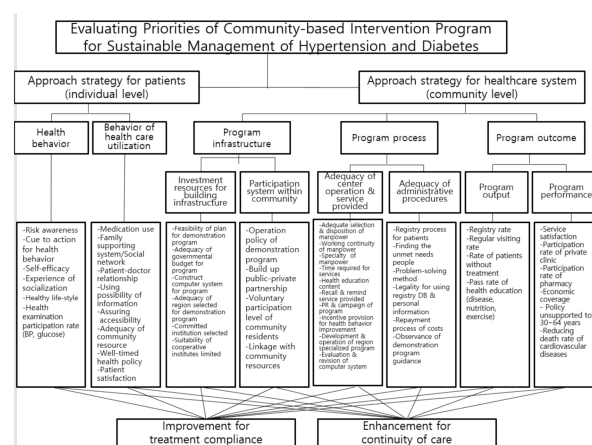 Evaluating Priorities of Community-based Intervention Program
for Sustainable Management of Hypertension and Diabetes
Approach strategy for patients
(individual level)
Approach strategy for healthcare system
(community level)
Health
behavior
Behavior of
health care
utilization
Program
infrastructure
Program process
Program outcome
Investment
resources for
building
infrastructure
Participation
system within
community
Adequacy of
center
operation &
service
provided
Adequacy of
administrative
procedures
Program
output
Program
performance
-Risk awareness
-Cue to action
for health
behavior
-Self-efficacy
-Experience of
socialization
-Healthy life-style
-Health
examination
participation rate
(BP, glucose)
-Medication use
-Family
supporting
system/Social
network
-Patient-doctor
relationship
-Using
possibility of
information
-Assuring
accessibility
-Adequacy of
community
resource
-Well-timed
health policy
-Patient
satisfaction
-Feasibility of plan
for demonstration
program
-Adequacy of
governmental
budget for
program
-Construct
computer system
for program
-Adequacy of
region selected for
demonstration
program
-Committed
institution selected
-Suitability of
cooperative
institutes limited
-Operation
policy of
demonstration
program
-Build up
public-private
partnership
-Voluntary
participation
level of
community
residents
-Linkage with
community
resources
-Adequate selection
& disposition of
manpower
-Working continuity of
manpower
-Specialty of
manpower
-Time required for
services
-Health education
content
-Recall & remind
service provided
-PR & campaign of
program
-Incentive provision
for health behavior
improvement
-Development &
operation of region
specialized program
-Evaluation &
revision of
computer system
-Registry process
for patients
-Finding the
unmet needs
people
-Problem-solving
method
-Legality for using
registry DB &
personal
information
-Repayment
process of costs
-Observance of
demonstration
program
guidance
-Registry rate
-Regular visiting
rate
-Rate of patients
without
treatment
-Pass rate of
health education
(disease,
nutrition,
exercise)
-Service
satisfaction
-Participation
rate of private
clinic
-Participation
rate of
pharmacy
-Economic
coverage
- Policy
unsupported to
30~64 years
-Reducing
death rate of
cardiovascular
diseases
Improvement for
treatment compliance
Enhancement for
continuity of care